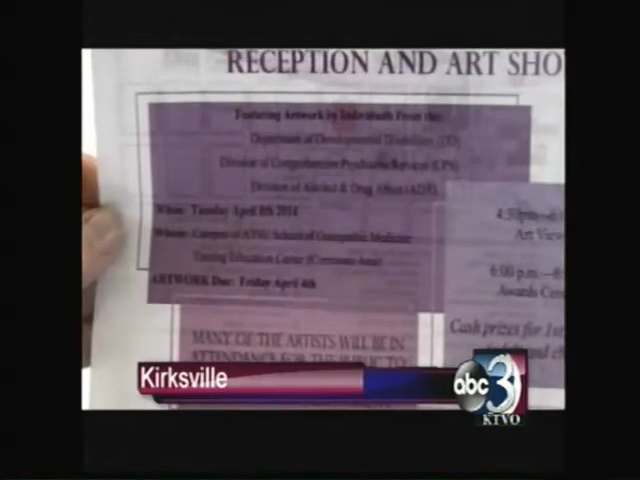 RECEPTION AND ART SHO
Featuring Artwork by Individuals From the:
Department of Developmental Disabilities (DD)
Division of Comprehensive Psychiatric Services (CPS)
Division of Alcohol & Drug Abuse (ADA)
When: Tuesday April 8th 2014
Where: Campus of ATSU School of Osteopathic Medicine
Education Center (Commons Area)
ARTWORK Due: Friday April 4th
4:30pm-6:
Art View
6:00 p.m.-
Awards Cere
Cash prizes for 1st
and
MANY OF THE ARTISTS WILL BE IN
ATTENDANCE FOR THE PUBLIC TO
Kirksville
abc 3
KTVO